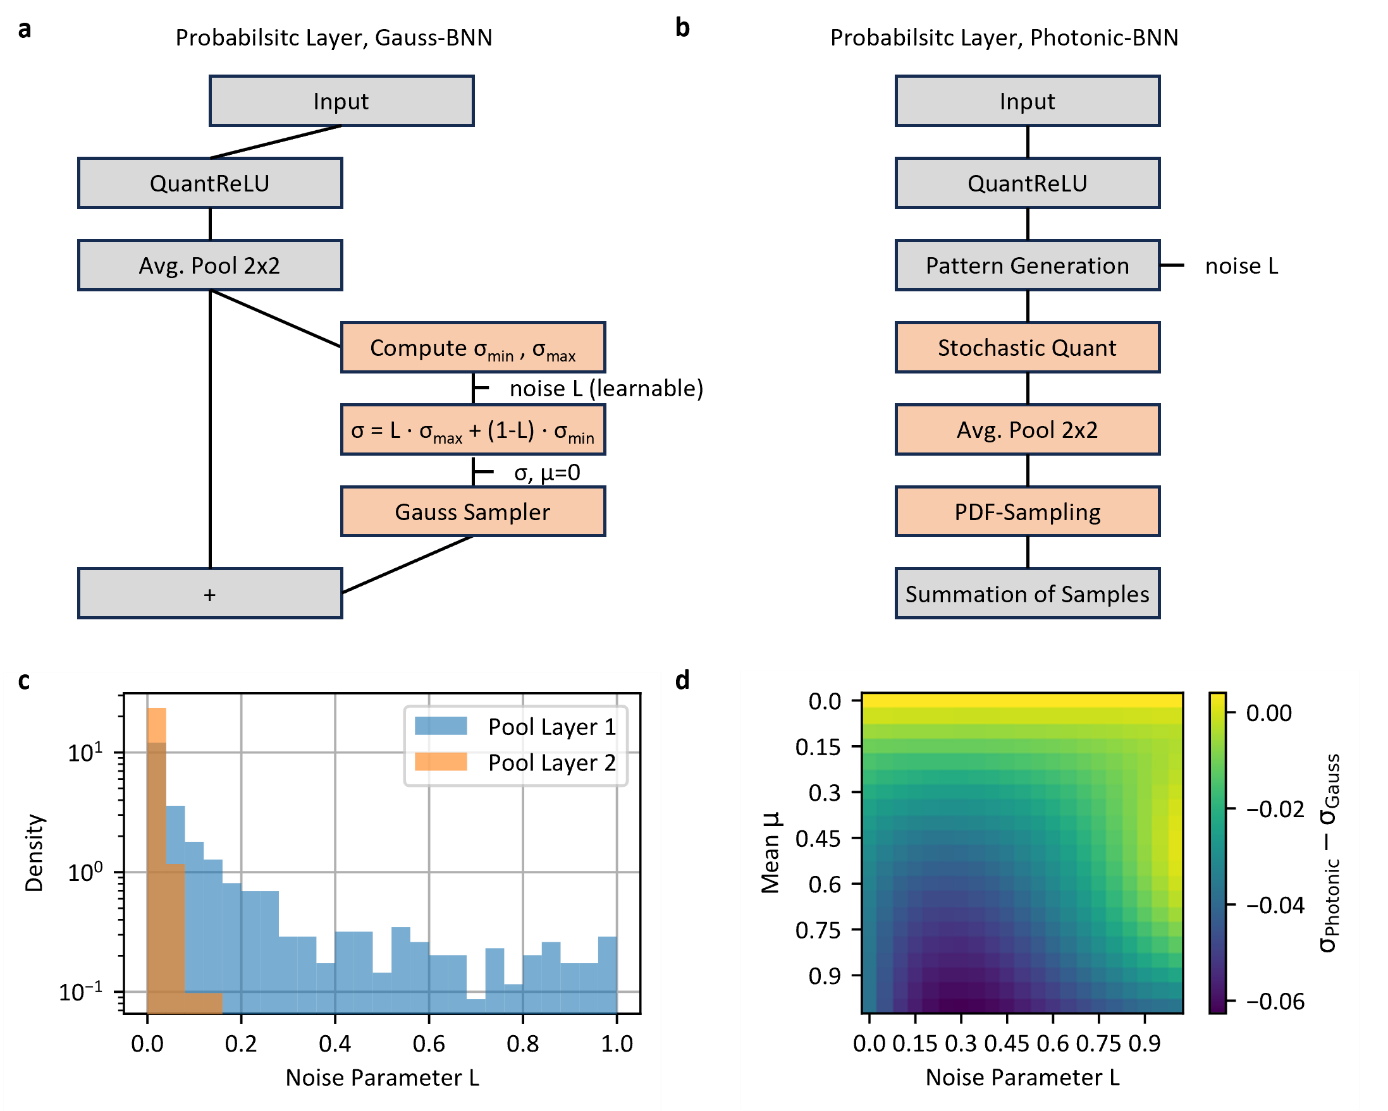 a
Probabilsitc Layer, Gauss-BNN
Input
QuantReLU
Avg. Pool 2x2
Compute σmin , σmax
noise L (learnable)
σ = L · σmax + (1-L) · σmin
σ, μ=0
Gauss Sampler
+
b
Probabilsitc Layer, Photonic-BNN
Input
QuantReLU
Pattern Generation
noise L
Stochastic Quant
Avg. Pool 2x2
PDF-Sampling
Summation of Samples
c
Pool Layer 1
Pool Layer 2
Density
10¹
10⁰
10⁻¹
0.0 0.2 0.4 0.6 0.8 1.0
Noise Parameter L
d
Mean μ
0.0
0.15
0.3
0.45
0.6
0.75
0.9
0.0 0.15 0.3 0.45 0.6 0.75 0.9
Noise Parameter L
0.00
−0.02
−0.04
−0.06
σPhotonic − σGauss